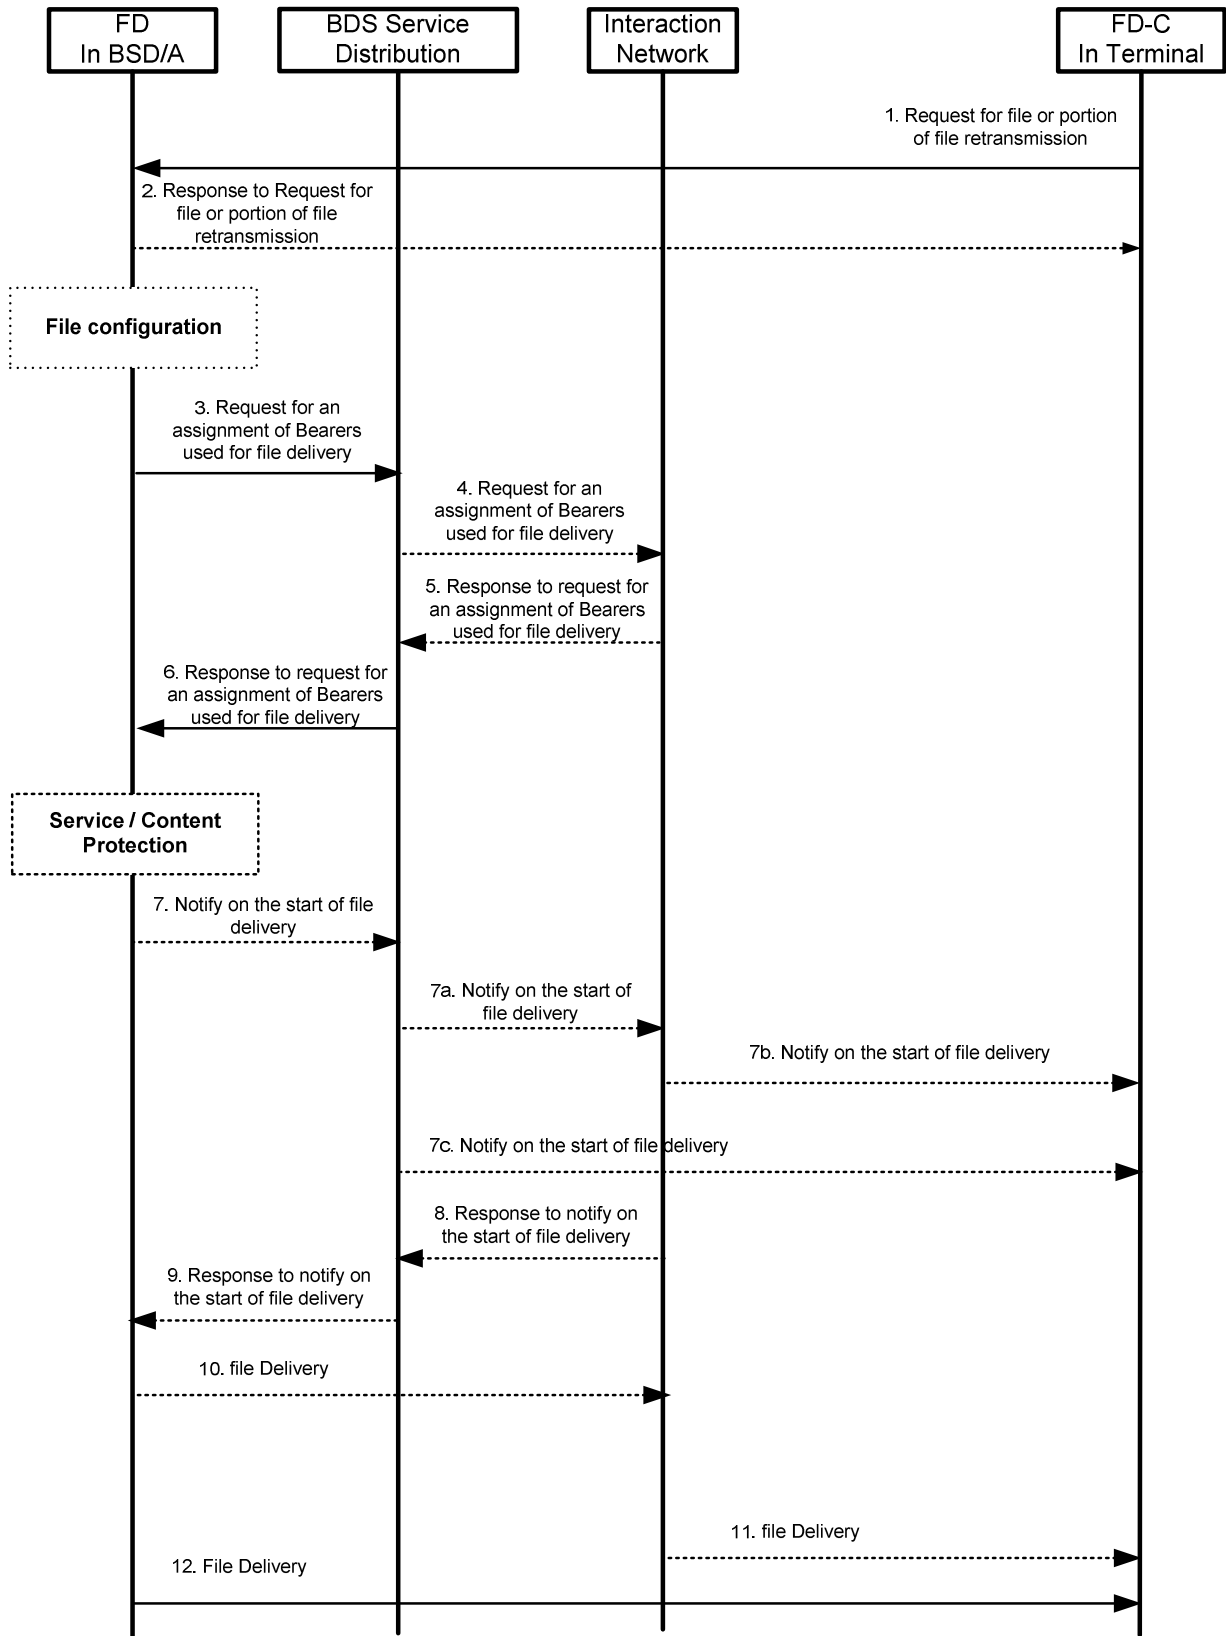 FD
In BSD/A
BDS Service
Distribution
Interaction
Network
FD-C
In Terminal
1. Request for file or portion
of file retransmission
2. Response to Request for
file or portion of file
retransmission
File configuration
3. Request for an
assignment of Bearers
used for file delivery
4. Request for an
assignment of Bearers
used for file delivery
5. Response to request for
an assignment of Bearers
used for file delivery
6. Response to request for
an assignment of Bearers
used for file delivery
Service / Content
Protection
7. Notify on the start of file
delivery
7a. Notify on the start of
file delivery
7b. Notify on the start of file delivery
7c. Notify on the start of file delivery
8. Response to notify on
the start of file delivery
9. Response to notify on
the start of file delivery
10. file Delivery
11. file Delivery
12. File Delivery